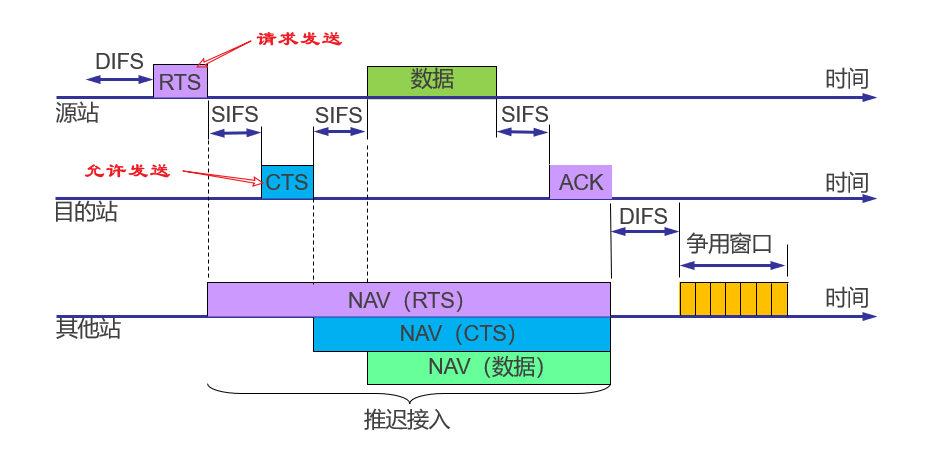 请求发送
DIFS
RTS
数据
时间
源站
SIFS
SIFS
SIFS
允许发送
CTS
ACK
时间
目的站
DIFS
争用窗口
NAV（RTS）
时间
其他站
NAV（CTS）
NAV（数据）
推迟接入